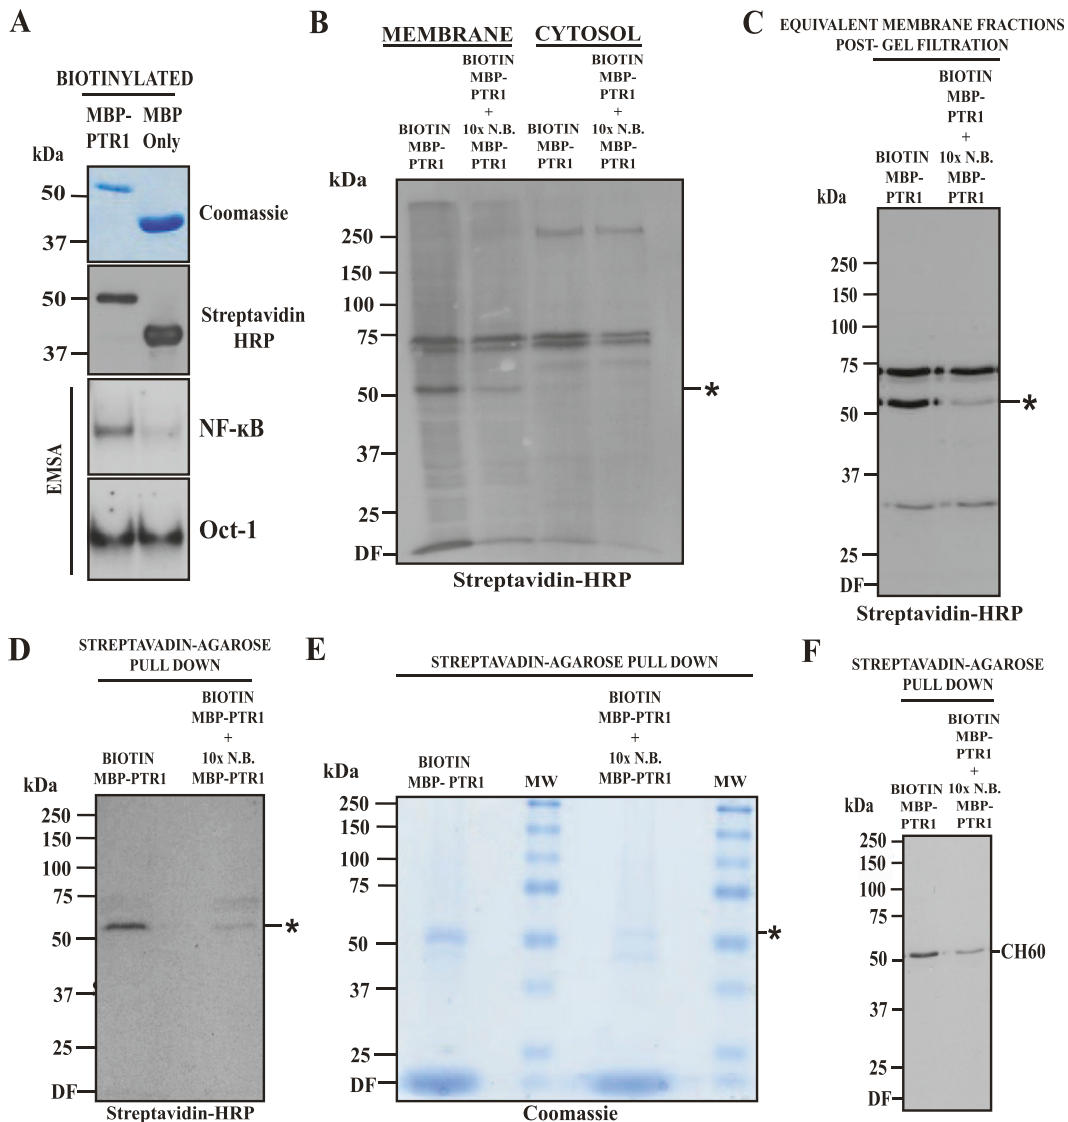 A
BIOTINYLATED
MBP-
PTR1
MBP
Only
kDa
50
37
Coomassie
50
37
Streptavidin
HRP
EMSA
NF-κB
Oct-1
B
MEMBRANE
CYTOSOL
BIOTIN
MBP-
PTR1
BIOTIN
MBP-
PTR1
+
10x N.B.
MBP-
PTR1
BIOTIN
MBP-
PTR1
BIOTIN
MBP-
PTR1
+
10x N.B.
MBP-
PTR1
kDa
250
150
100
75
50
37
25
DF
*
Streptavidin-HRP
C
EQUIVALENT MEMBRANE FRACTIONS
POST- GEL FILTRATION
BIOTIN
MBP-
PTR1
BIOTIN
MBP-
PTR1
+
10x N.B.
MBP-
PTR1
kDa
250
150
100
75
50
37
25
DF
*
Streptavidin-HRP
D
STREPTAVADIN-AGAROSE
PULL DOWN
BIOTIN
MBP-PTR1
BIOTIN
MBP-PTR1
+
10x N.B.
MBP-PTR1
kDa
250
150
100
75
50
37
25
DF
*
Streptavidin-HRP
E
STREPTAVADIN-AGAROSE PULL DOWN
BIOTIN
MBP- PTR1
MW
BIOTIN
MBP-PTR1
+
10x N.B.
MBP-PTR1
MW
kDa
250
150
100
75
50
37
25
DF
*
Coomassie
F
STREPTAVADIN-AGAROSE
PULL DOWN
BIOTIN
MBP-
PTR1
BIOTIN
MBP-
PTR1
+
10x N.B.
MBP-
PTR1
kDa
250
150
100
75
50
37
25
DF
CH60